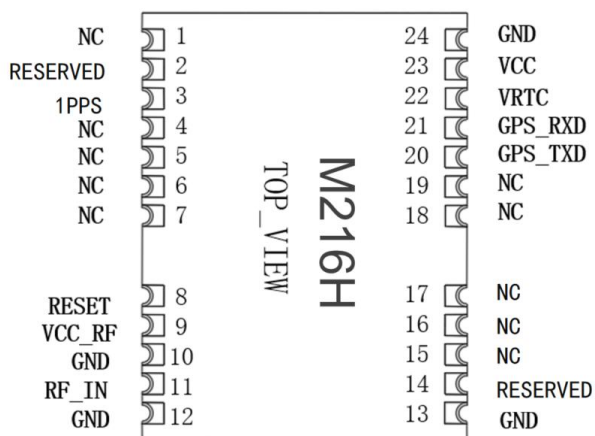 NC 1 24 GND
RESERVED 2 23 VCC
1PPS 3 22 VRTC
NC 4 21 GPS_RXD
NC 5 20 GPS_TXD
NC 6 19 NC
NC 7 18 NC
M216H
TOP_VIEW
RESET 8 17 NC
VCC_RF 9 16 NC
GND 10 15 NC
RF_IN 11 14 RESERVED
GND 12 13 GND